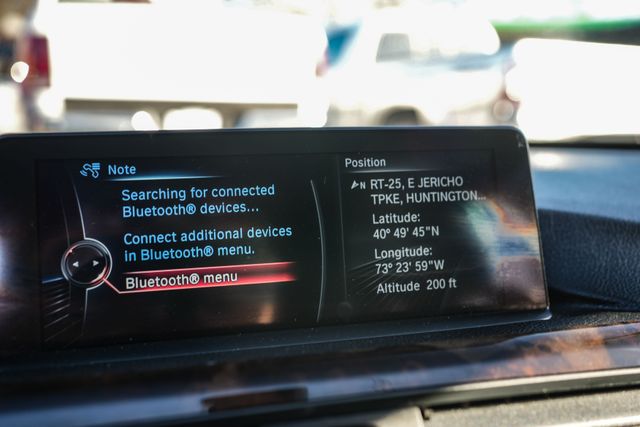 Note
Searching for connected
Bluetooth® devices...
Connect additional devices
in Bluetooth® menu.
Bluetooth® menu
Position
N RT-25, E JERICHO
TPKE, HUNTINGTON...
Latitude:
40° 49' 45"N
Longitude:
73° 23' 59"W
Altitude 200 ft